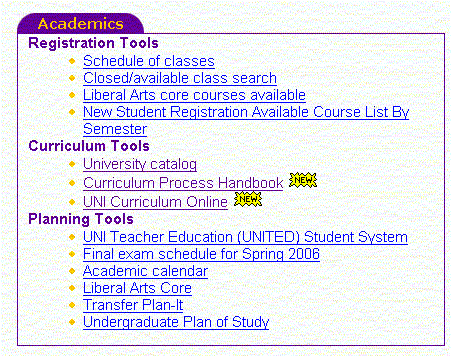 Academics
Registration Tools
Schedule of classes
Closed/available class search
Liberal Arts core courses available
New Student Registration Available Course List By
Semester
Curriculum Tools
University catalog
Curriculum Process Handbook NEW
UNI Curriculum Online NEW
Planning Tools
UNI Teacher Education (UNITED) Student System
Final exam schedule for Spring 2006
Academic calendar
Liberal Arts Core
Transfer Plan-It
Undergraduate Plan of Study